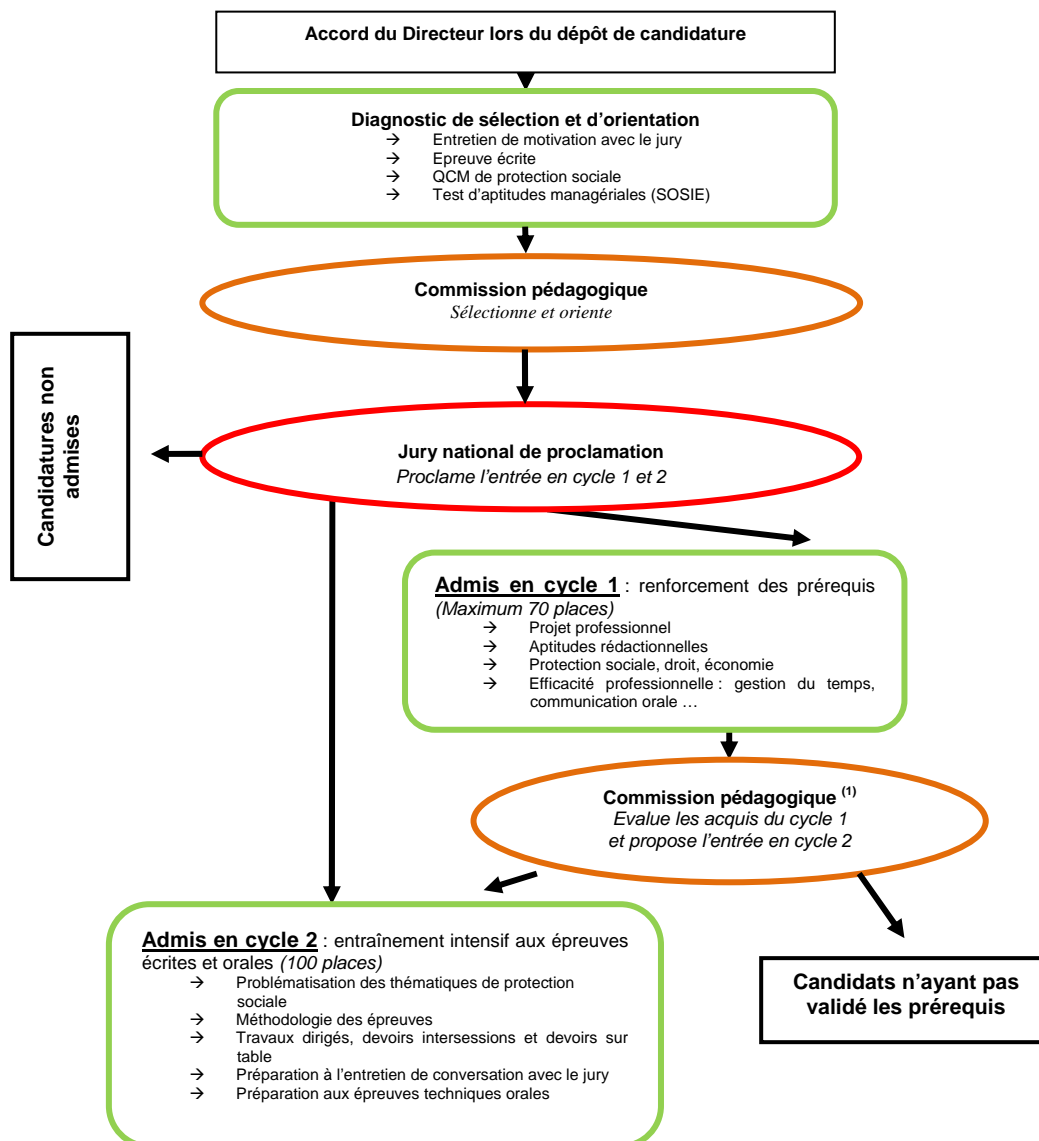 Accord du Directeur lors du dépôt de candidature
Diagnostic de sélection et d'orientation
→ Entretien de motivation avec le jury
→ Epreuve écrite
→ QCM de protection sociale
→ Test d'aptitudes managériales (SOSIE)
Commission pédagogique
Sélectionne et oriente
Candidatures non
admises
Jury national de proclamation
Proclame l'entrée en cycle 1 et 2
Admis en cycle 1 : renforcement des prérequis
(Maximum 70 places)
→ Projet professionnel
→ Aptitudes rédactionnelles
→ Protection sociale, droit, économie
→ Efficacité professionnelle : gestion du temps,
communication orale …
Commission pédagogique (1)
Evalue les acquis du cycle 1
et propose l'entrée en cycle 2
Admis en cycle 2 : entraînement intensif aux épreuves
écrites et orales (100 places)
→ Problématisation des thématiques de protection
sociale
→ Méthodologie des épreuves
→ Travaux dirigés, devoirs intersessions et devoirs sur
table
→ Préparation à l'entretien de conversation avec le jury
→ Préparation aux épreuves techniques orales
Candidats n'ayant pas
validé les prérequis